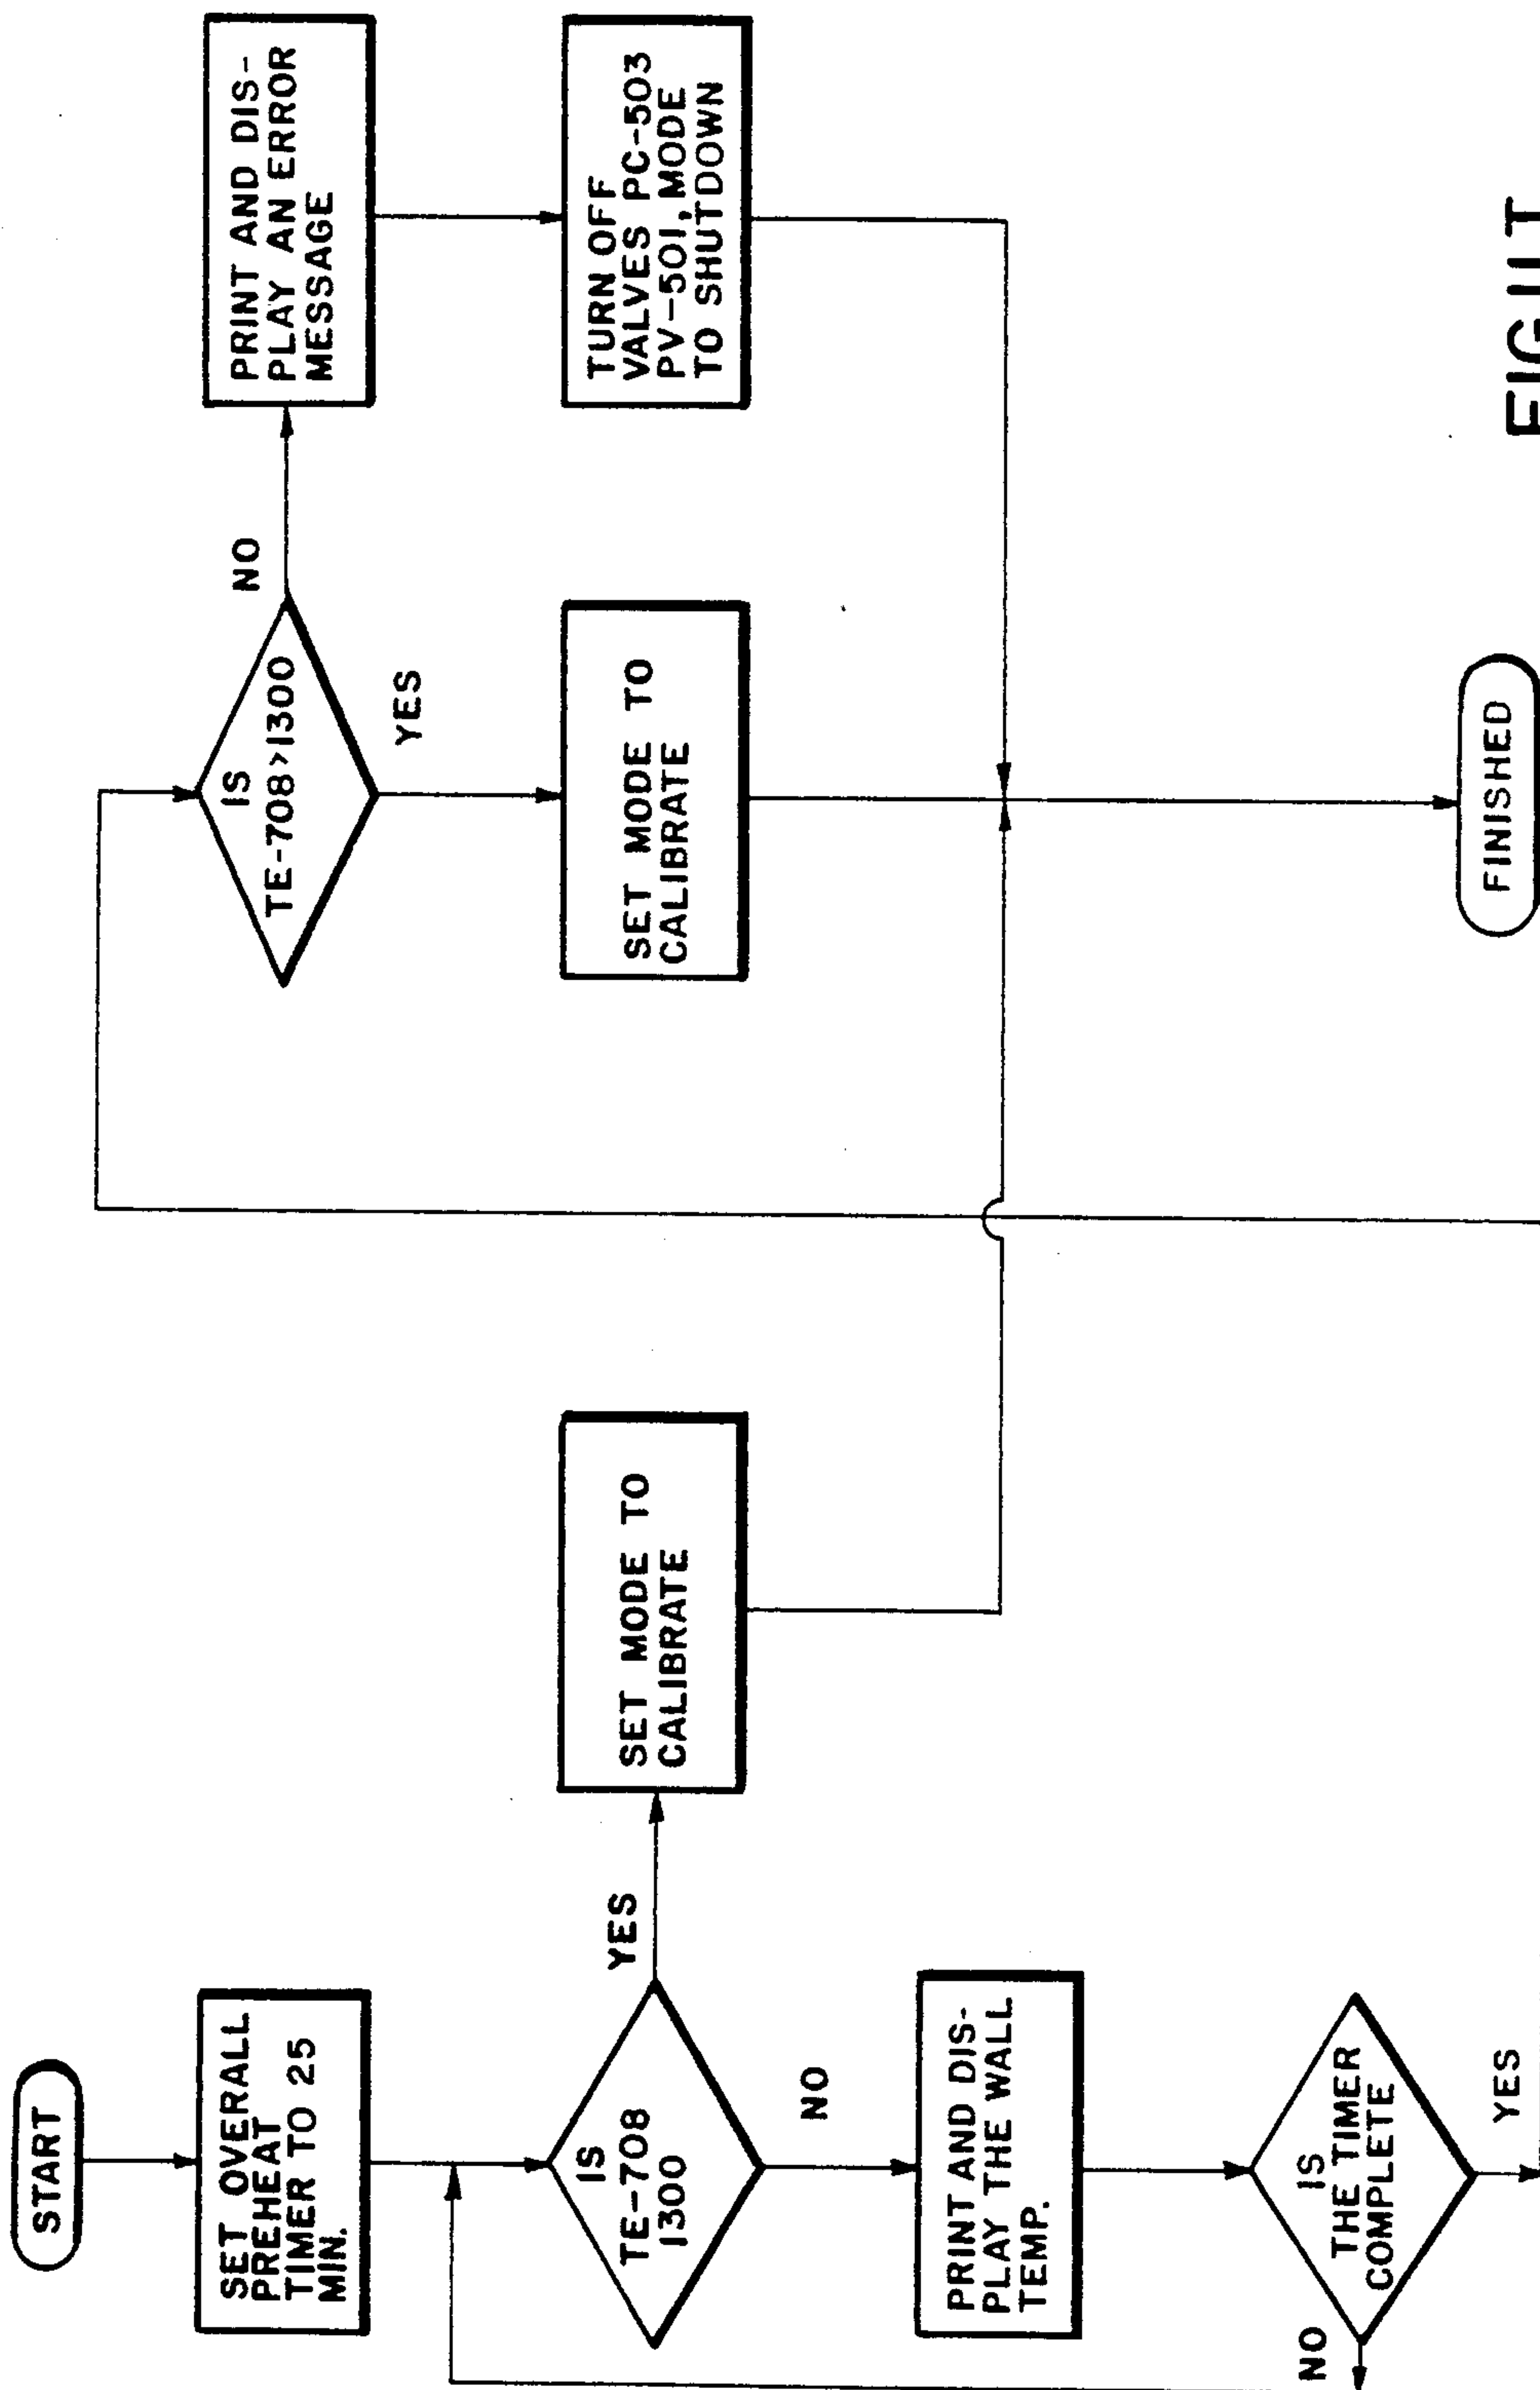 START
SET OVERALL
PREHEAT
TIMER TO 25
MIN.
IS
TE-708
1300
YES
SET MODE TO
CALIBRATE
NO
PRINT AND DIS-
PLAY THE WALL
TEMP.
IS
THE TIMER
COMPLETE
NO
YES
IS
TE-708>1300
NO
PRINT AND DIS-
PLAY AN ERROR
MESSAGE
YES
SET MODE TO
CALIBRATE
TURN OFF
VALVES PC-503
PV-501, MODE
TO SHUTDOWN
FINISHED